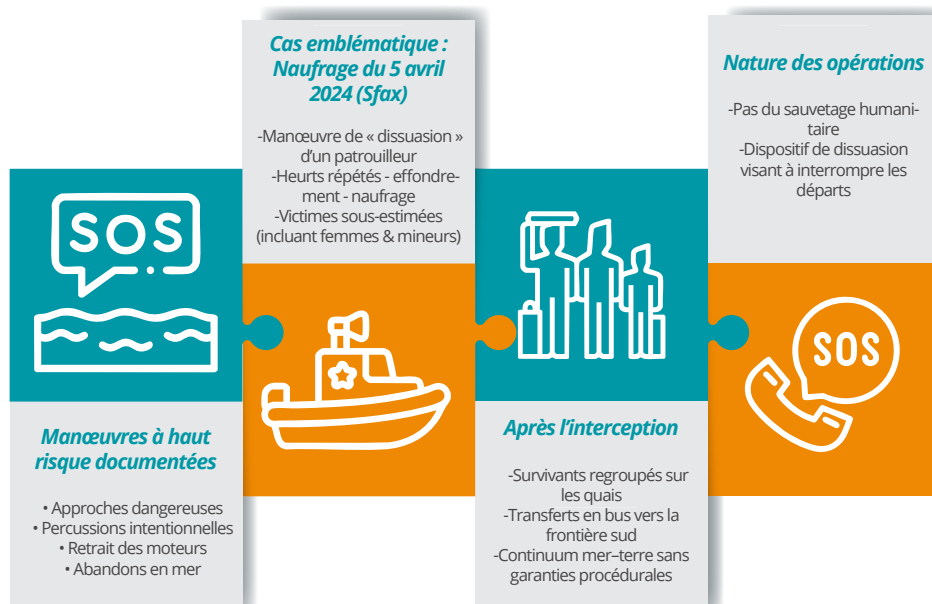 SOS
Manœuvres à haut
risque documentées
• Approches dangereuses
• Percussions intentionnelles
• Retrait des moteurs
• Abandons en mer
Cas emblématique :
Naufrage du 5 avril
2024 (Sfax)
-Manœuvre de « dissuasion »
d’un patrouilleur
-Heurts répétés - effondre-
ment - naufrage
-Victimes sous-estimées
(incluant femmes & mineurs)
Après l’interception
-Survivants regroupés sur
les quais
-Transferts en bus vers la
frontière sud
-Continuum mer–terre sans
garanties procédurales
Nature des opérations
-Pas du sauvetage humani-
taire
-Dispositif de dissuasion
visant à interrompre les
départs
SOS